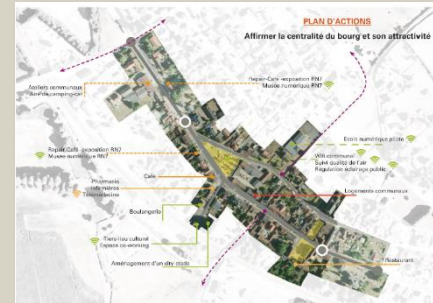 PLAN D'ACTIONS
Affirmer la centralité du bourg et son attractivité
Ateliers communaux
Aire de camping-car
Repair-Café -exposition RN7
Musée numérique RN7
Repair-Café -exposition RN7
Musée numérique RN7
Ecole numérique pilote
Wifi communal
Suivi qualité de l'air
Régulation éclairage public
Café
Pharmacie
Infirmières
Télémédecine
Logements communaux
Boulangerie
Tiers-lieu culturel
Espace co-working
Aménagement d'un city stade
Restaurant